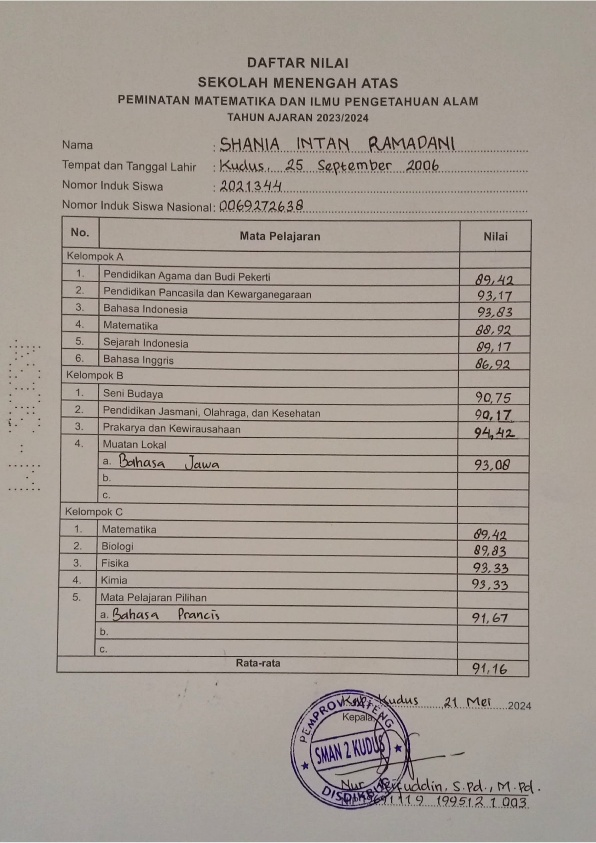 DAFTAR NILAI
SEKOLAH MENENGAH ATAS
PEMINATAN MATEMATIKA DAN ILMU PENGETAHUAN ALAM
TAHUN AJARAN 2023/2024
Nama : SHANIA INTAN RAMADANI
Tempat dan Tanggal Lahir : Kudus, 25 September 2006
Nomor Induk Siswa : 2021344
Nomor Induk Siswa Nasional : 0069272638
No. Mata Pelajaran Nilai
Kelompok A
1. Pendidikan Agama dan Budi Pekerti 89,42
2. Pendidikan Pancasila dan Kewarganegaraan 93,17
3. Bahasa Indonesia 93,83
4. Matematika 88,92
5. Sejarah Indonesia 89,17
6. Bahasa Inggris 86,92
Kelompok B
1. Seni Budaya 90,75
2. Pendidikan Jasmani, Olahraga, dan Kesehatan 90,17
3. Prakarya dan Kewirausahaan 94,42
4. Muatan Lokal
a. Bahasa Jawa 93,08
b.
c.
Kelompok C
1. Matematika 89,42
2. Biologi 89,83
3. Fisika 93,33
4. Kimia 93,33
5. Mata Pelajaran Pilihan
a. Bahasa Prancis 91,67
b.
c.
Rata-rata 91,16
Kab. Kudus 21 Mei 2024
Kepala,
PEMPROV JATENG
SMAN 2 KUDUS
DISDIKBUD
Nur S.Pd., M.Pd.
199512 1 003